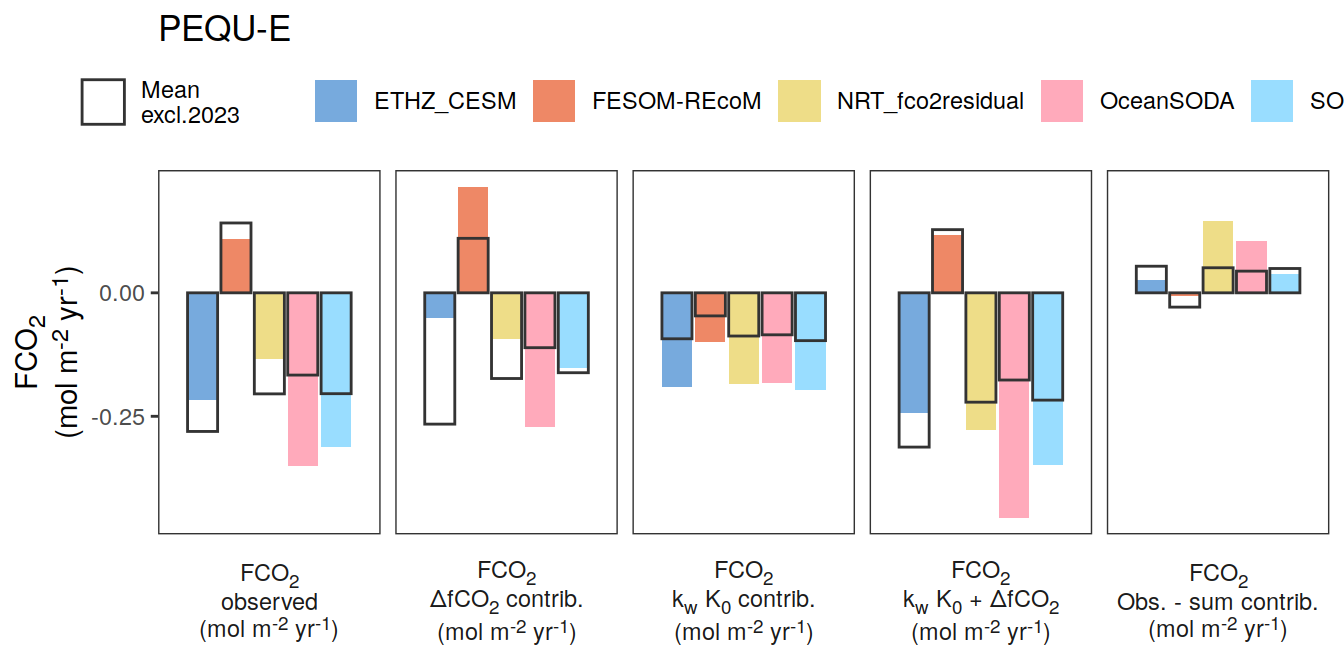 PEQU-E
Mean
excl.2023
ETHZ_CESM
FESOM-REcoM
NRT_fco2residual
OceanSODA
SO
FCO₂
(mol m⁻² yr⁻¹)
0.00
-0.25
FCO₂
observed
(mol m⁻² yr⁻¹)
FCO₂
ΔfCO₂ contrib.
(mol m⁻² yr⁻¹)
FCO₂
k_w K₀ contrib.
(mol m⁻² yr⁻¹)
FCO₂
k_w K₀ + ΔfCO₂
(mol m⁻² yr⁻¹)
FCO₂
Obs. - sum contrib.
(mol m⁻² yr⁻¹)